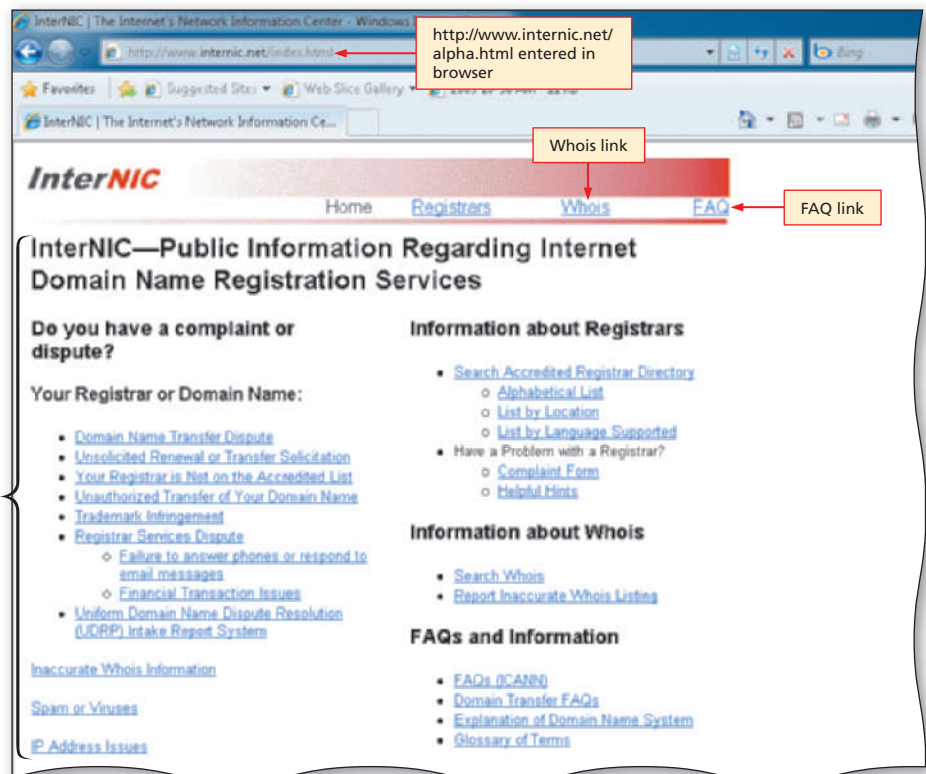 InterNIC | The Internet's Network Information Center - Windows
http://www.internic.net/index.html
http://www.internic.net/
alpha.html entered in
browser
Bing
Favorites
Suggested Sites
Web Slice Gallery
InterNIC | The Internet's Network Information Ce...
Whois link
InterNIC
Home Registrars Whois FAQ
FAQ link
InterNIC—Public Information Regarding Internet
Domain Name Registration Services
Do you have a complaint or
dispute?
Your Registrar or Domain Name:
• Domain Name Transfer Dispute
• Unsolicited Renewal or Transfer Solicitation
• Your Registrar is Not on the Accredited List
• Unauthorized Transfer of Your Domain Name
• Trademark Infringement
• Registrar Services Dispute
o Failure to answer phones or respond to
email messages
o Financial Transaction Issues
• Uniform Domain Name Dispute Resolution
(UDRP) Intake Report System
Inaccurate Whois Information
Spam or Viruses
IP Address Issues
Information about Registrars
• Search Accredited Registrar Directory
o Alphabetical List
o List by Location
o List by Language Supported
• Have a Problem with a Registrar?
o Complaint Form
o Helpful Hints
Information about Whois
• Search Whois
• Report Inaccurate Whois Listing
FAQs and Information
• FAQs (ICANN)
• Domain Transfer FAQs
• Explanation of Domain Name System
• Glossary of Terms